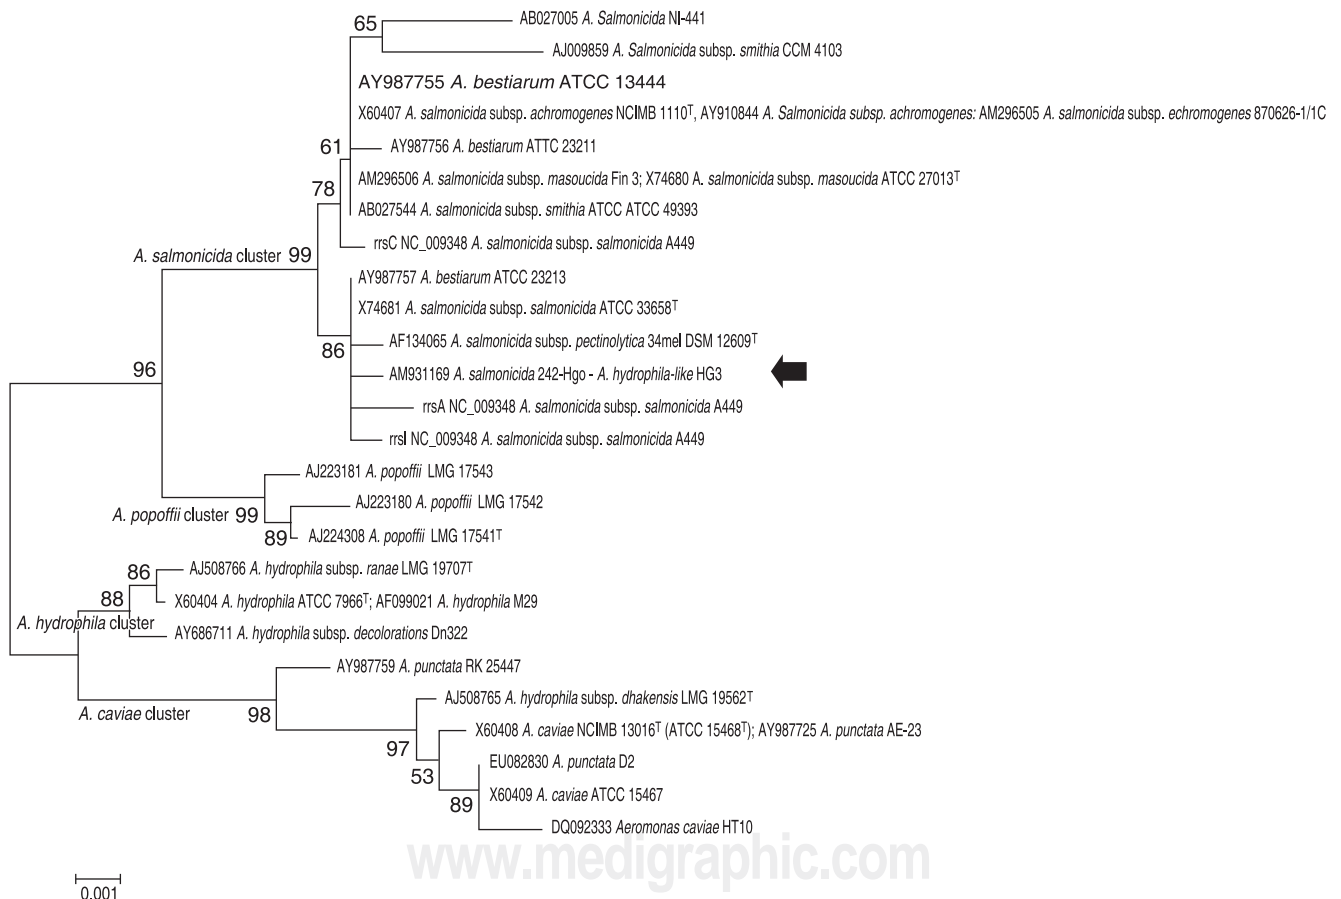 65
AB027005 A. Salmonicida NI-441
AJ009859 A. Salmonicida subsp. smithia CCM 4103
AY987755 A. bestiarum ATCC 13444
X60407 A. salmonicida subsp. achromogenes NCIMB 1110ᵀ, AY910844 A. Salmonicida subsp. achromogenes: AM296505 A. salmonicida subsp. echromogenes 870626-1/1C
61
AY987756 A. bestiarum ATTC 23211
78
AM296506 A. salmonicida subsp. masoucida Fin 3; X74680 A. salmonicida subsp. masoucida ATCC 27013ᵀ
AB027544 A. salmonicida subsp. smithia ATCC ATCC 49393
rrsC NC_009348 A. salmonicida subsp. salmonicida A449
A. salmonicida cluster 99
AY987757 A. bestiarum ATCC 23213
X74681 A. salmonicida subsp. salmonicida ATCC 33658ᵀ
86
AF134065 A. salmonicida subsp. pectinolytica 34mel DSM 12609ᵀ
96
AM931169 A. salmonicida 242-Hgo - A. hydrophila-like HG3
rrsA NC_009348 A. salmonicida subsp. salmonicida A449
rrsI NC_009348 A. salmonicida subsp. salmonicida A449
AJ223181 A. popoffii LMG 17543
AJ223180 A. popoffii LMG 17542
A. popoffii cluster 99
89
AJ224308 A. popoffii LMG 17541ᵀ
86
AJ508766 A. hydrophila subsp. ranae LMG 19707ᵀ
88
X60404 A. hydrophila ATCC 7966ᵀ; AF099021 A. hydrophila M29
A. hydrophila cluster
AY686711 A. hydrophila subsp. decolorations Dn322
AY987759 A. punctata RK 25447
AJ508765 A. hydrophila subsp. dhakensis LMG 19562ᵀ
A. caviae cluster
98
X60408 A. caviae NCIMB 13016ᵀ (ATCC 15468ᵀ); AY987725 A. punctata AE-23
97
EU082830 A. punctata D2
53
X60409 A. caviae ATCC 15467
89
DQ092333 Aeromonas caviae HT10
www.medigraphic.com
0.001